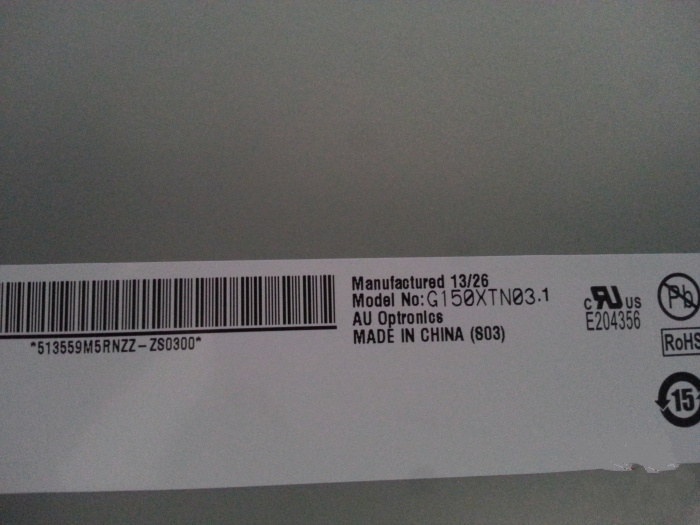 Manufactured 13/26
Model No:G150XTN03.1
AU Optronics
MADE IN CHINA (S03)
*513559M5RNZZ-ZS0300*
c RU US
E204356
Pb
RoHS
15